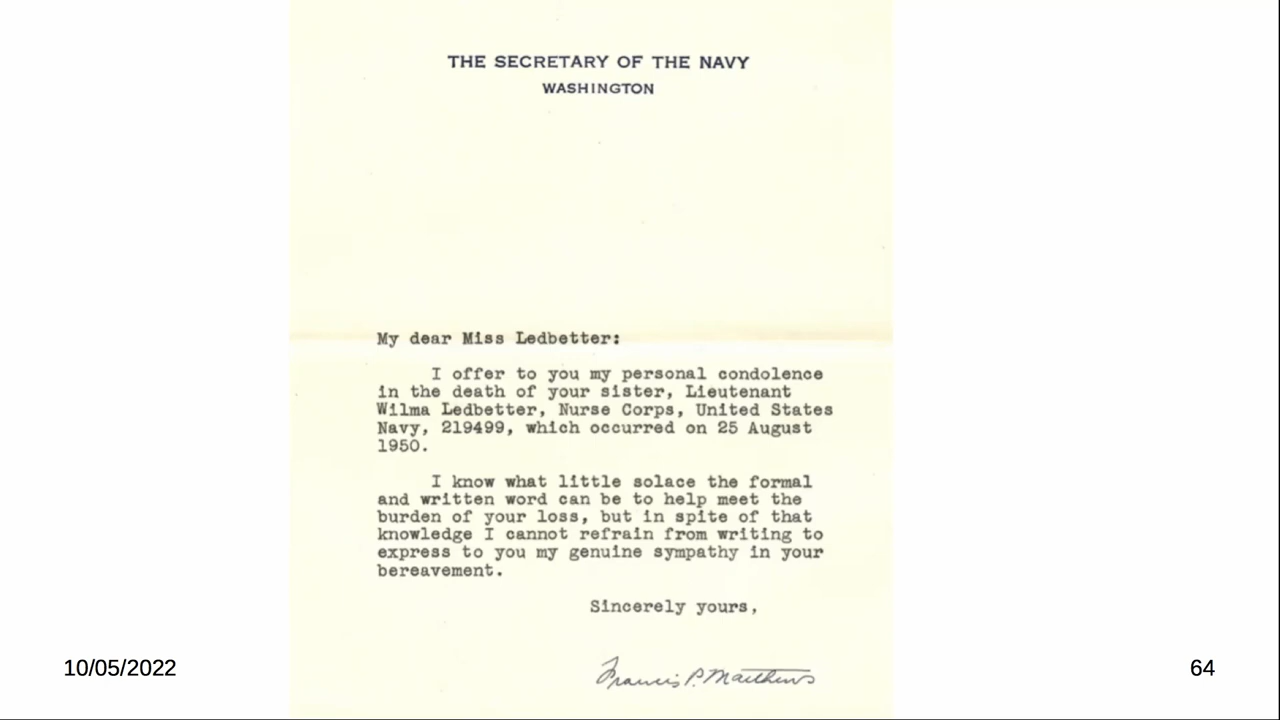 THE SECRETARY OF THE NAVY
WASHINGTON
My dear Miss Ledbetter:
I offer to you my personal condolence
in the death of your sister, Lieutenant
Wilma Ledbetter, Nurse Corps, United States
Navy, 219499, which occurred on 25 August
1950.
I know what little solace the formal
and written word can be to help meet the
burden of your loss, but in spite of that
knowledge I cannot refrain from writing to
express to you my genuine sympathy in your
bereavement.
Sincerely yours,
Francis P. Matthews
10/05/2022
64